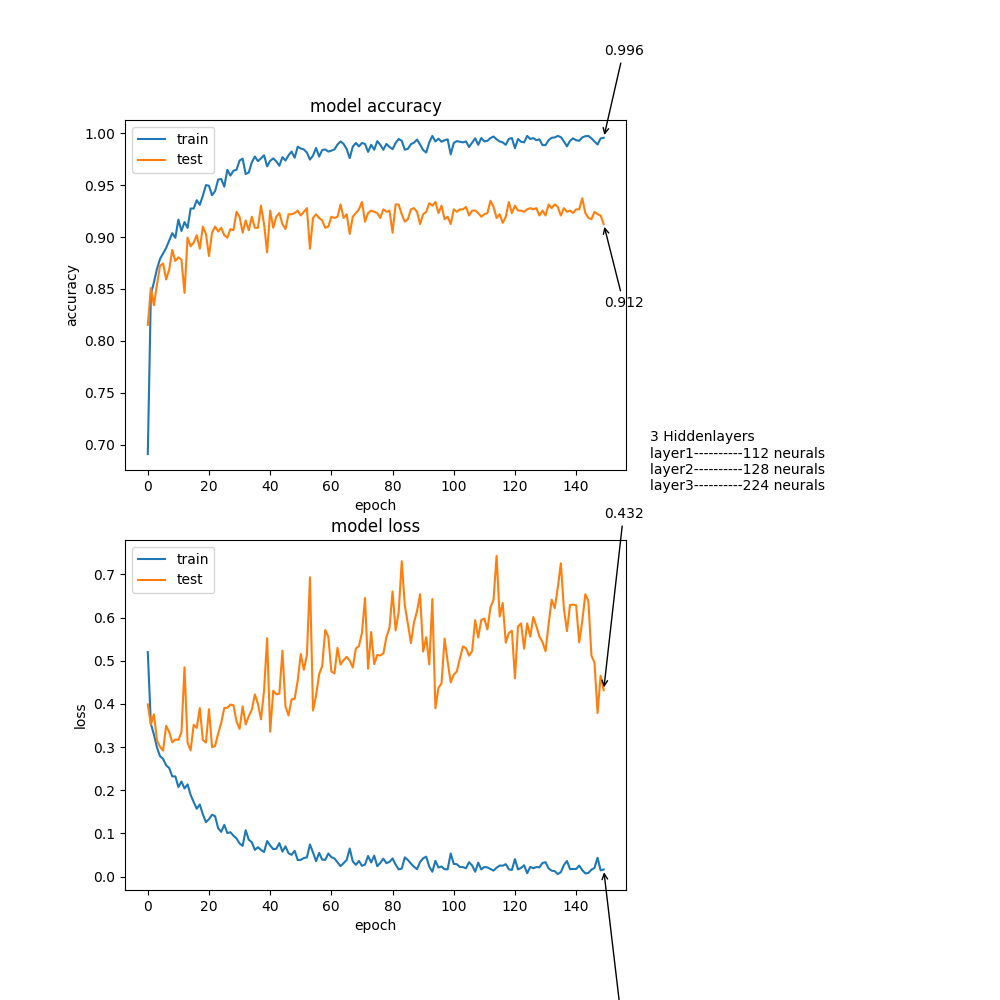 0.996
model accuracy
train
test
1.00
0.95
0.90
0.85
0.80
0.75
0.70
accuracy
0.912
0 20 40 60 80 100 120 140
epoch
3 Hiddenlayers
layer1----------112 neurals
layer2----------128 neurals
layer3----------224 neurals
0.432
model loss
train
test
0.7
0.6
0.5
0.4
0.3
0.2
0.1
0.0
loss
0 20 40 60 80 100 120 140
epoch